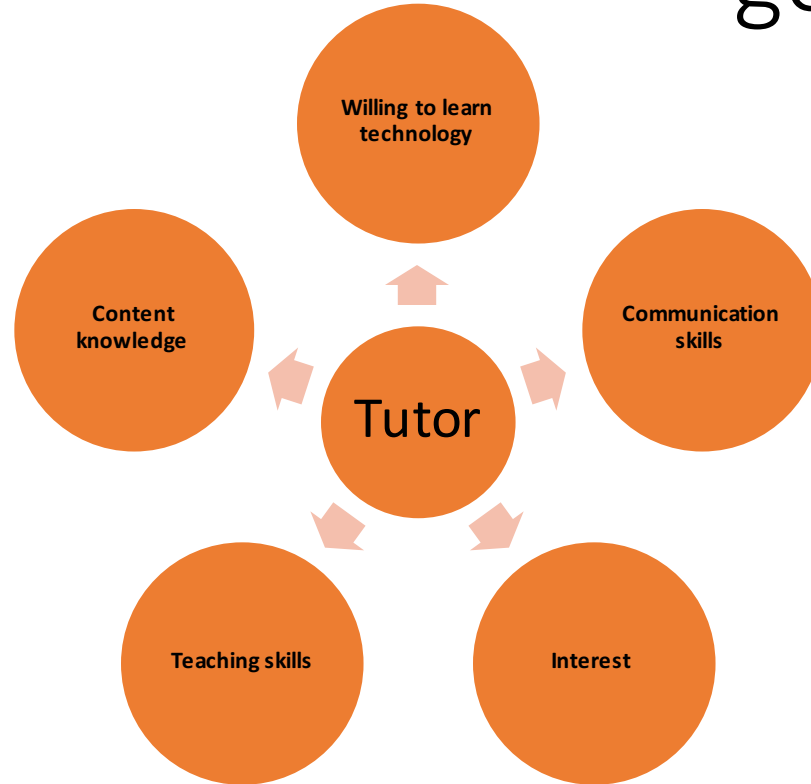 Willing to learn
technology
Content
knowledge
Communication
skills
Tutor
Teaching skills
Interest